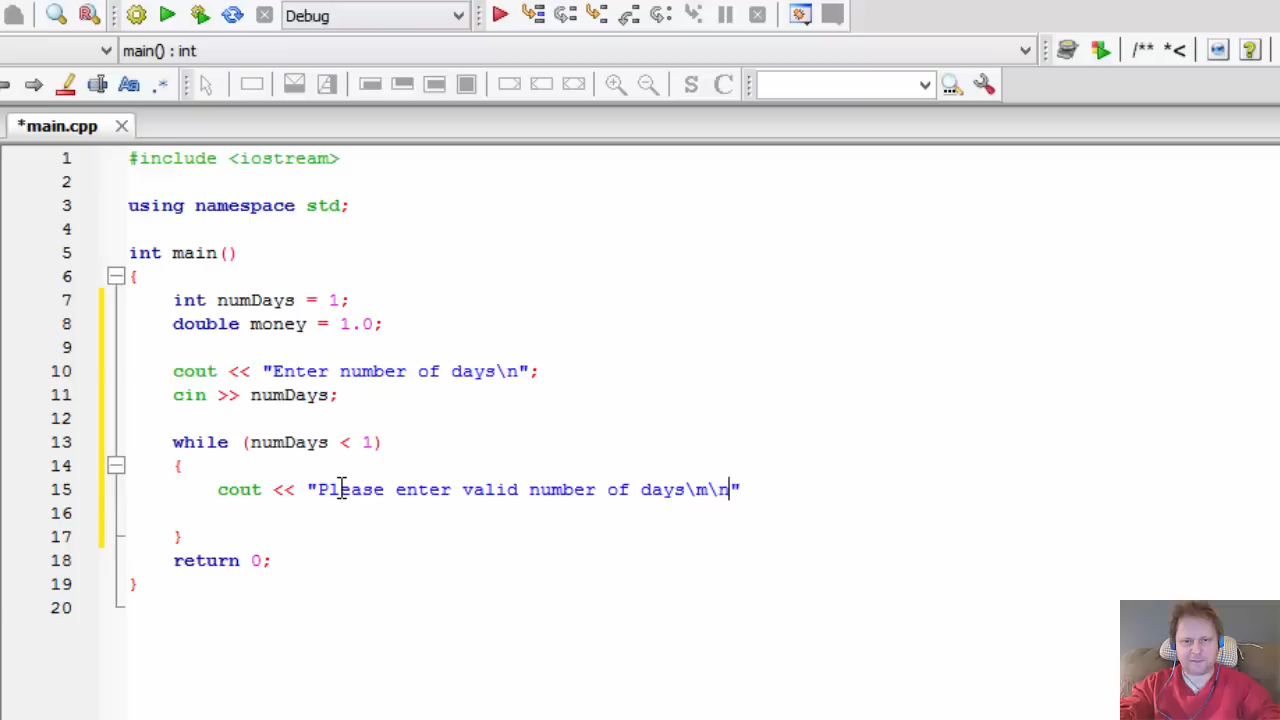 Debug
main() : int
/** *<
S C
*main.cpp
1 #include <iostream>
2
3 using namespace std;
4
5 int main()
6 {
7 int numDays = 1;
8 double money = 1.0;
9
10 cout << "Enter number of days\n";
11 cin >> numDays;
12
13 while (numDays < 1)
14 {
15 cout << "Please enter valid number of days\m\n"
16
17 }
18 return 0;
19 }
20